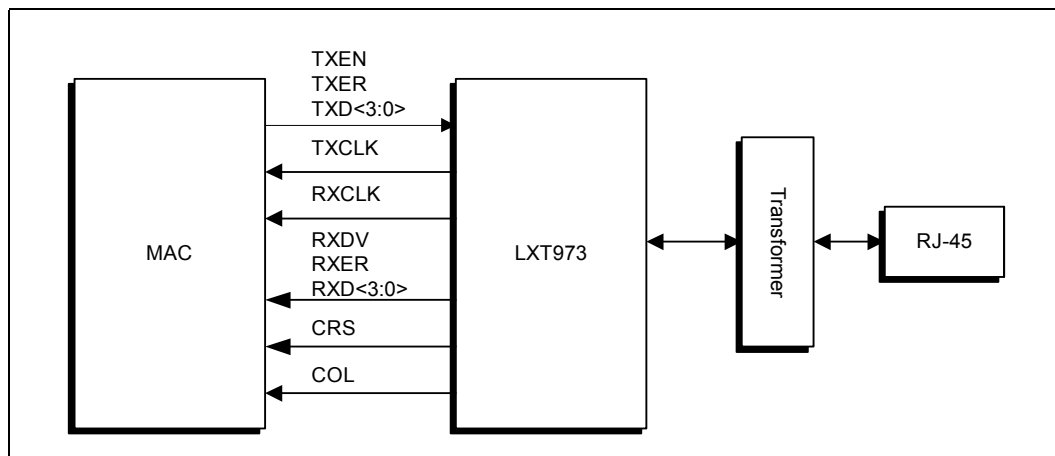 TXEN
TXER
TXD<3:0>
TXCLK
RXCLK
RXDV
RXER
RXD<3:0>
CRS
COL
MAC
LXT973
Transformer
RJ-45